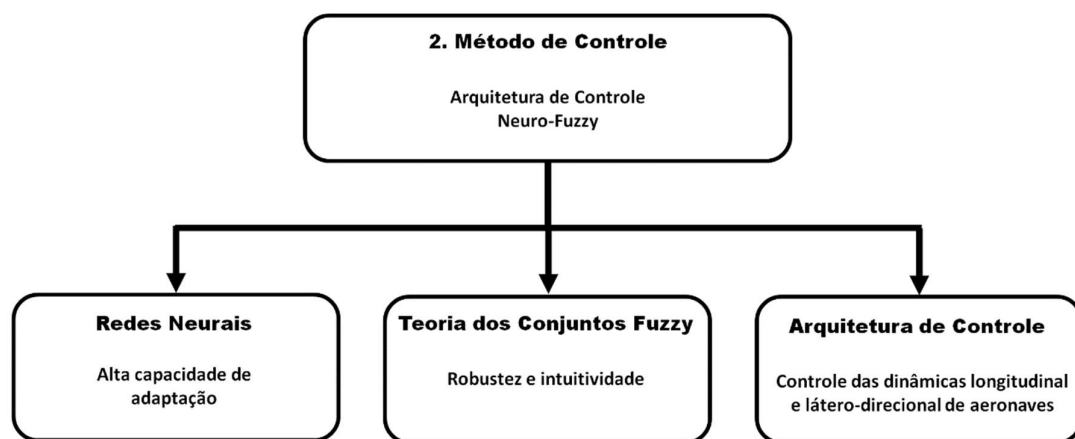 2. Método de Controle
Arquitetura de Controle
Neuro-Fuzzy
Redes Neurais
Alta capacidade de
adaptação
Teoria dos Conjuntos Fuzzy
Robustez e intuitividade
Arquitetura de Controle
Controle das dinâmicas longitudinal
e látero-direcional de aeronaves